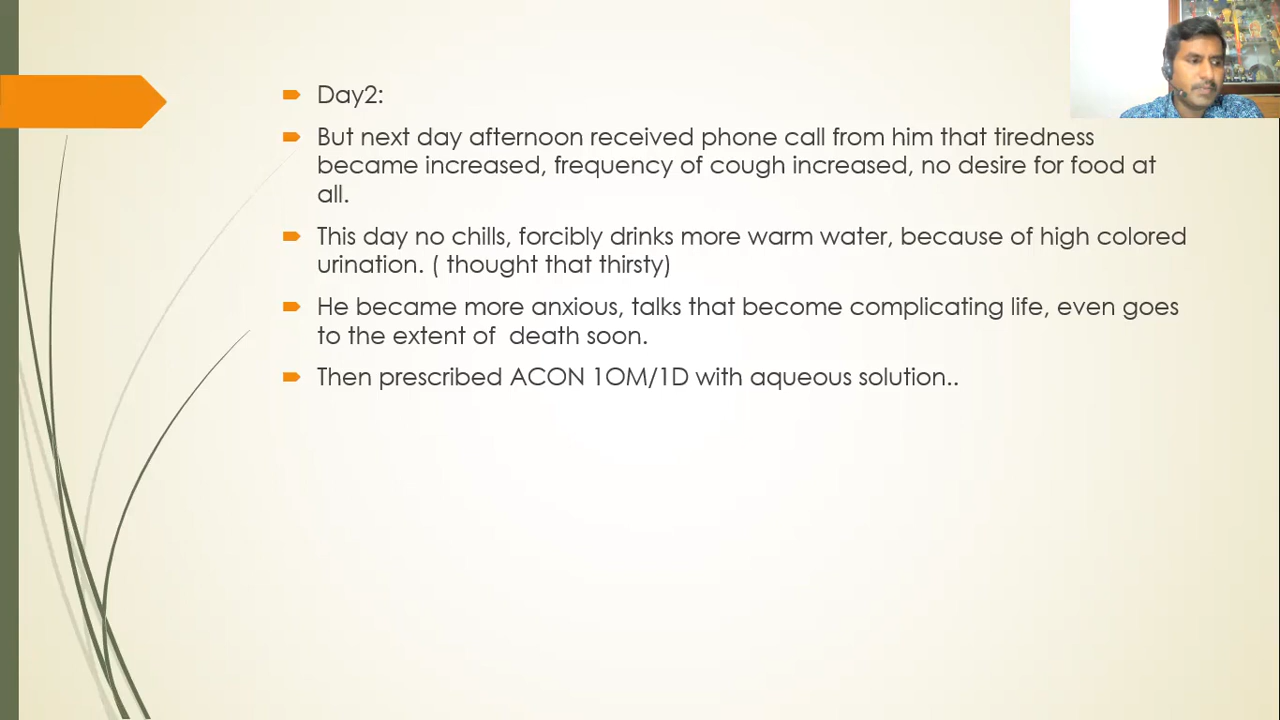 Day2:
But next day afternoon received phone call from him that tiredness
became increased, frequency of cough increased, no desire for food at
all.
This day no chills, forcibly drinks more warm water, because of high colored
urination. ( thought that thirsty)
He became more anxious, talks that become complicating life, even goes
to the extent of  death soon.
Then prescribed ACON 1OM/1D with aqueous solution..